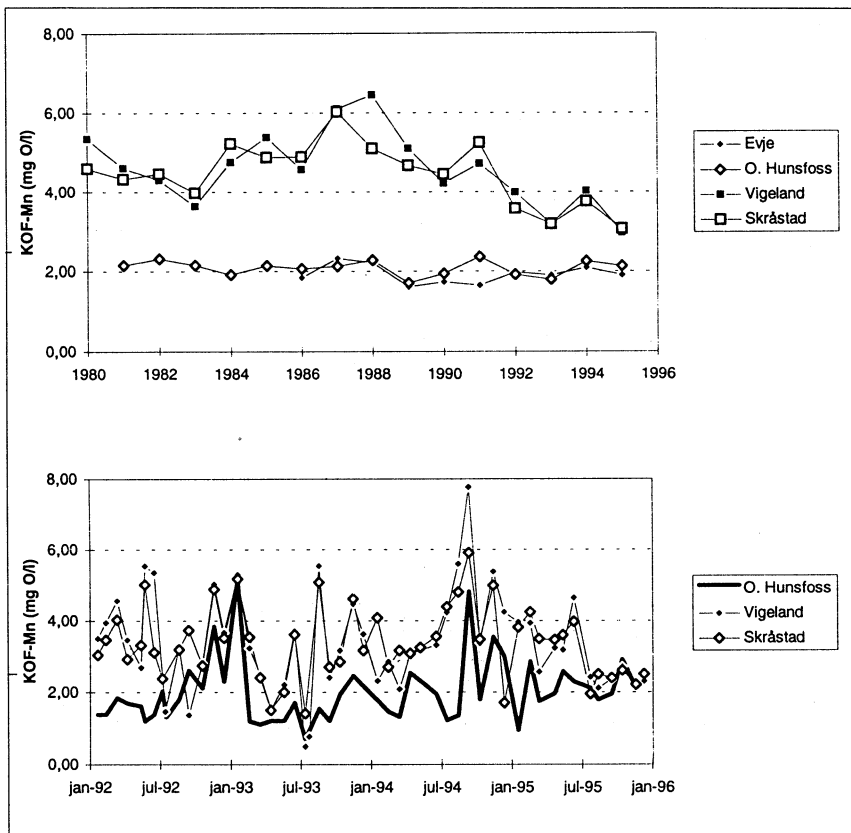 8,00
6,00
4,00
2,00
0,00
KOF-Mn (mg O/l)
1980 1982 1984 1986 1988 1990 1992 1994 1996
Evje
O. Hunsfoss
Vigeland
Skråstad
8,00
6,00
4,00
2,00
0,00
KOF-Mn (mg O/l)
jan-92 jul-92 jan-93 jul-93 jan-94 jul-94 jan-95 jul-95 jan-96
O. Hunsfoss
Vigeland
Skråstad